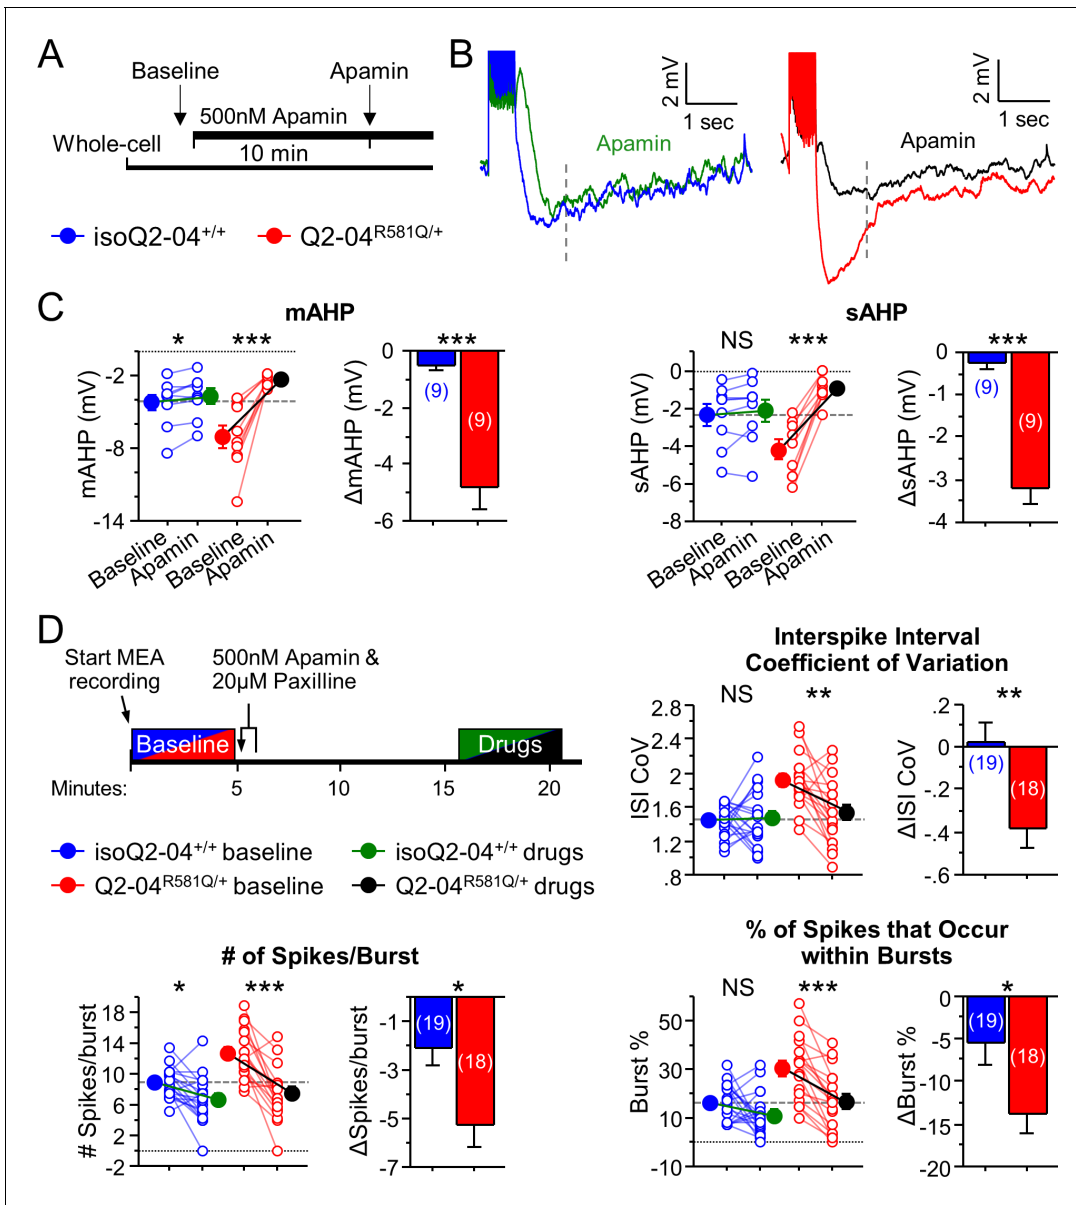 A
Baseline
Apamin
500nM Apamin
Whole-cell
10 min
isoQ2-04+/+
Q2-04R581Q/+
B
2 mV
1 sec
Apamin
2 mV
1 sec
Apamin
C
mAHP
*
***
mAHP (mV)
-2
-8
-14
Baseline
Apamin
Baseline
Apamin
***
ΔmAHP (mV)
0
-2
-4
-6
(9)
(9)
sAHP
NS
***
sAHP (mV)
0
-2
-4
-6
-8
Baseline
Apamin
Baseline
Apamin
***
ΔsAHP (mV)
0
-1
-2
-3
-4
(9)
(9)
D
Start MEA
recording
500nM Apamin &
20µM Paxilline
Baseline
Drugs
Minutes:
5
10
15
20
isoQ2-04+/+ baseline
isoQ2-04+/+ drugs
Q2-04R581Q/+ baseline
Q2-04R581Q/+ drugs
Interspike Interval
Coefficient of Variation
NS
**
ISI CoV
2.8
2.4
2
1.6
1.2
.8
**
ΔISI CoV
.2
0
-.2
-.4
-.6
(19)
(18)
# of Spikes/Burst
*
***
# Spikes/burst
18
14
10
6
2
-2
*
ΔSpikes/burst
-1
-3
-5
-7
(19)
(18)
% of Spikes that Occur
within Bursts
NS
***
Burst %
50
30
10
-10
*
ΔBurst %
0
-5
-10
-15
-20
(19)
(18)